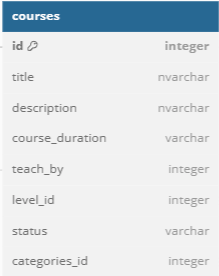 courses
id integer
title nvarchar
description nvarchar
course_duration varchar
teach_by integer
level_id integer
status varchar
categories_id integer